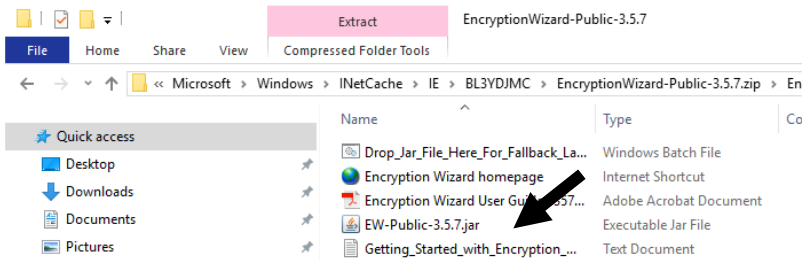 Extract EncryptionWizard-Public-3.5.7
File Home Share View Compressed Folder Tools
« Microsoft > Windows > INetCache > IE > BL3YDJMC > EncryptionWizard-Public-3.5.7.zip > En
Name Type Co
Quick access
Drop_Jar_File_Here_For_Fallback_La... Windows Batch File
Desktop
Encryption Wizard homepage Internet Shortcut
Downloads
Encryption Wizard User 357... Adobe Acrobat Document
Documents
EW-Public-3.5.7.jar Executable Jar File
Pictures
Getting_Started_with_Encryption_... Text Document